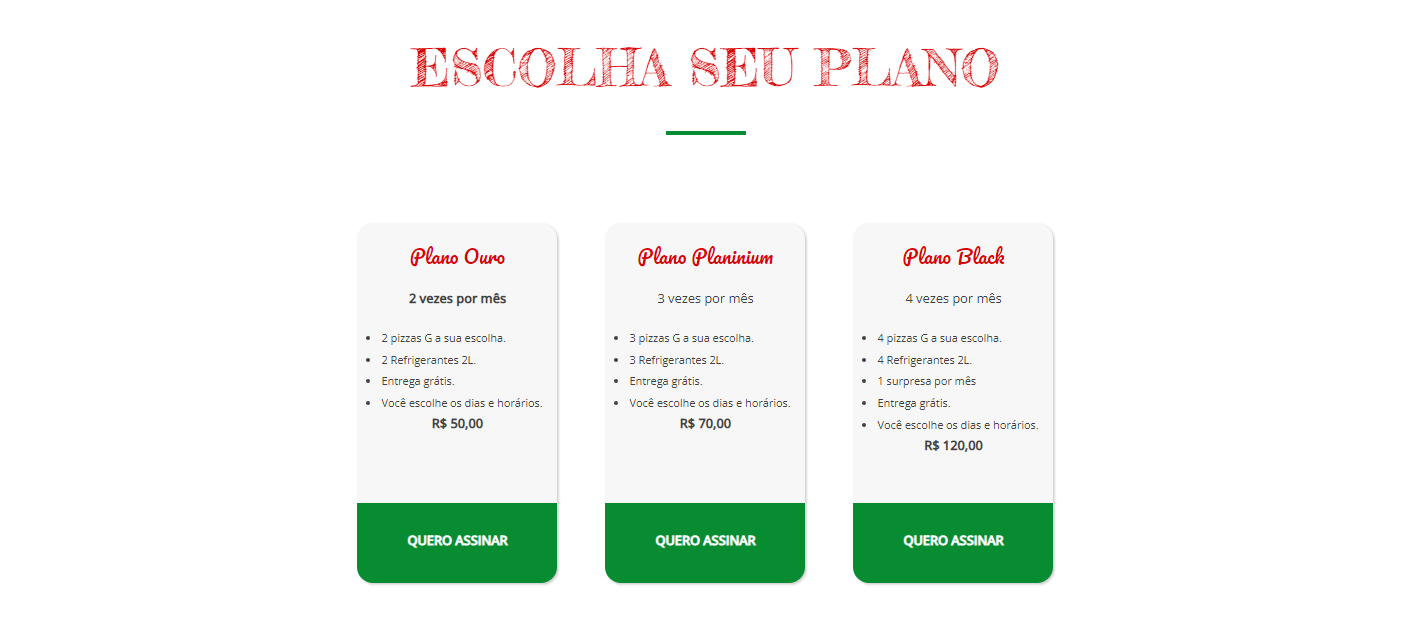 ESCOLHA SEU PLANO
Plano Ouro
2 vezes por mês
2 pizzas G a sua escolha.
2 Refrigerantes 2L.
Entrega grátis.
Você escolhe os dias e horários.
R$ 50,00
QUERO ASSINAR
Plano Planinium
3 vezes por mês
3 pizzas G a sua escolha.
3 Refrigerantes 2L.
Entrega grátis.
Você escolhe os dias e horários.
R$ 70,00
QUERO ASSINAR
Plano Black
4 vezes por mês
4 pizzas G a sua escolha.
4 Refrigerantes 2L.
1 surpresa por mês
Entrega grátis.
Você escolhe os dias e horários.
R$ 120,00
QUERO ASSINAR